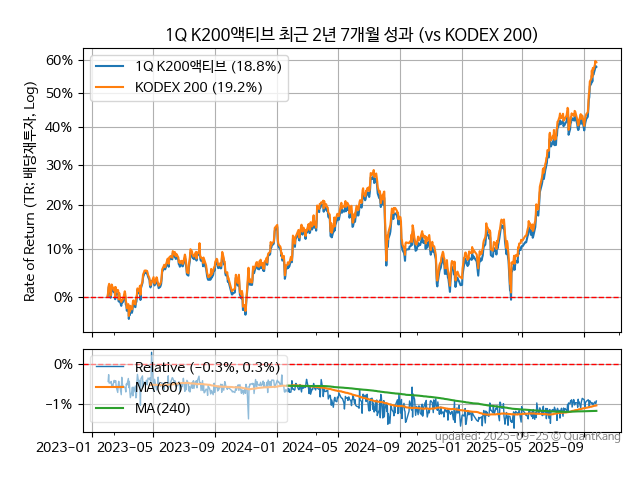 1Q K200액티브 최근 2년 7개월 성과 (vs KODEX 200)
Rate of Return (TR: 배당재투자, Log)
60%
50%
40%
30%
20%
10%
0%
1Q K200액티브 (18.8%)
KODEX 200 (19.2%)
0%
−1%
Relative (−0.3%, 0.3%)
MA(60)
MA(240)
2023−01 2023−05 2023−09 2024−01 2024−05 2024−09 2025−01 2025−05 2025−09
updated: 2025−09−25 © QuantKang